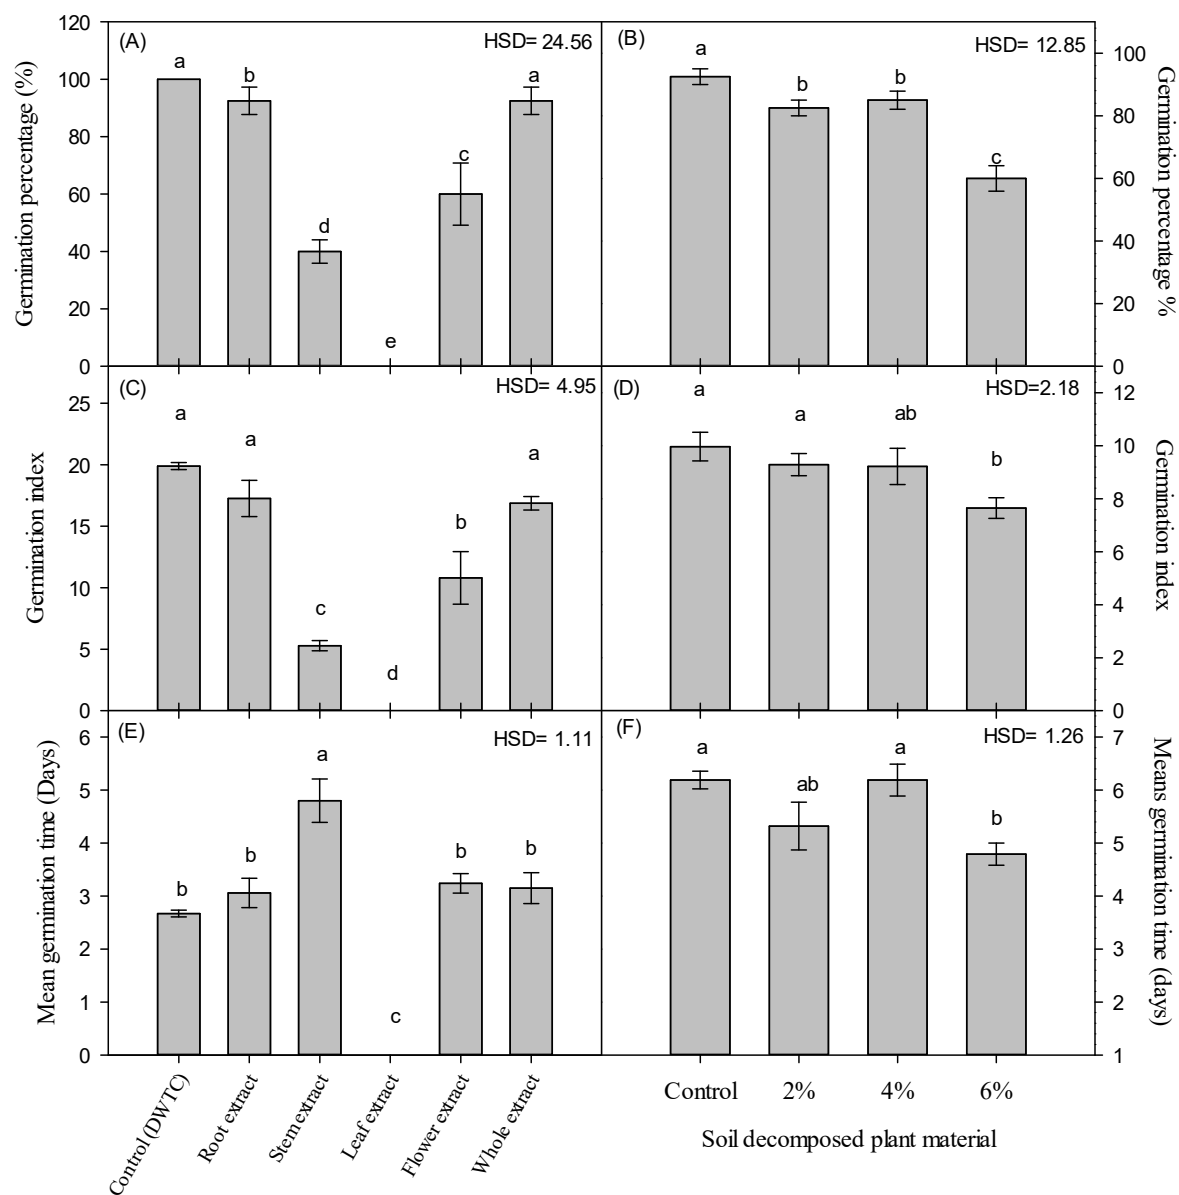 (A)
HSD= 24.56
Germination percentage (%)
120
100
80
60
40
20
0
a
b
d
e
c
a
(B)
HSD= 12.85
Germination percentage %
100
80
60
40
20
0
a
b
b
c
(C)
HSD= 4.95
Germination index
25
20
15
10
5
0
a
a
c
d
b
a
(D)
HSD=2.18
Germination index
12
10
8
6
4
2
0
a
a
ab
b
(E)
HSD= 1.11
Mean germination time (Days)
6
5
4
3
2
1
0
b
b
a
c
b
b
Control (DWTC)
Root extract
Stem extract
Leaf extract
Flower extract
Whole extract
(F)
HSD= 1.26
Means germination time (days)
7
6
5
4
3
2
1
a
ab
a
b
Control
2%
4%
6%
Soil decomposed plant material